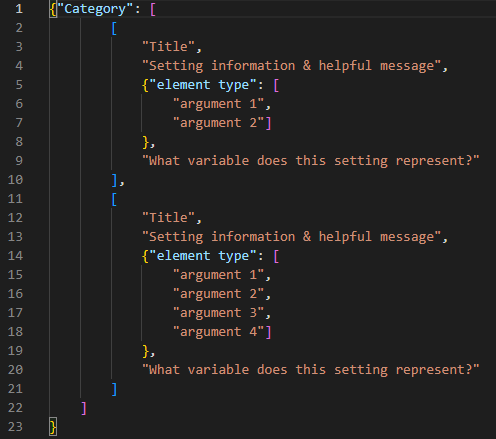 1 {"Category": [
2 [
3 "Title",
4 "Setting information & helpful message",
5 {"element type": [
6 "argument 1",
7 "argument 2"]
8 },
9 "What variable does this setting represent?"
10 ],
11 [
12 "Title",
13 "Setting information & helpful message",
14 {"element type": [
15 "argument 1",
16 "argument 2",
17 "argument 3",
18 "argument 4"]
19 },
20 "What variable does this setting represent?"
21 ]
22 ]
23 }